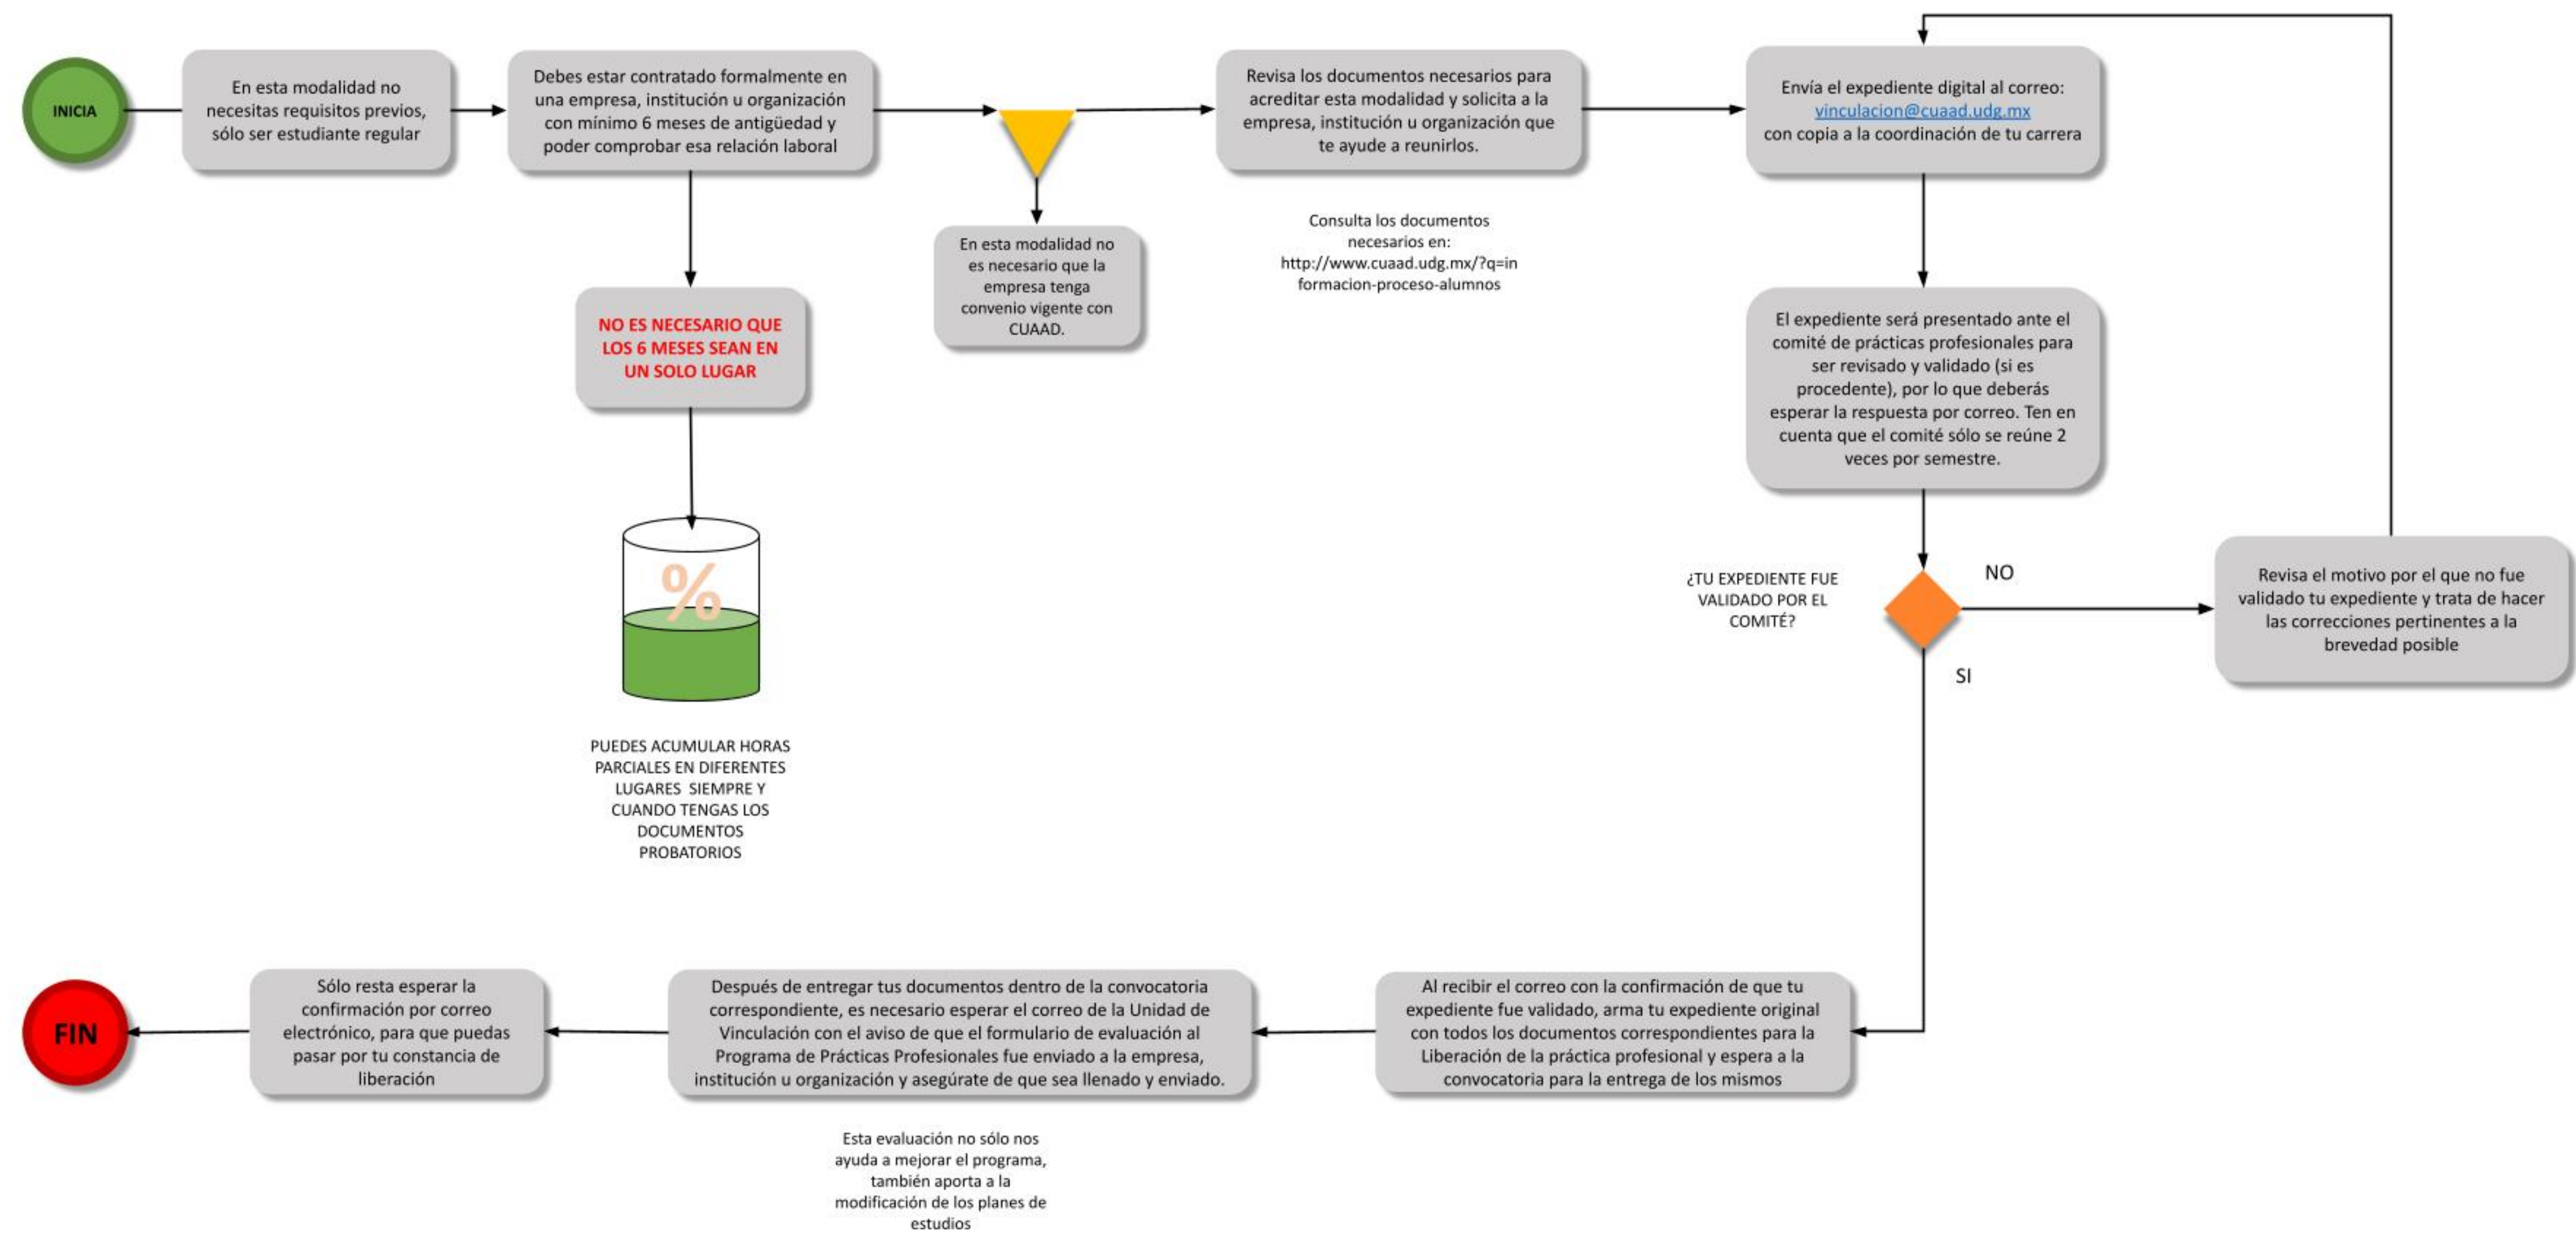 INICIA
En esta modalidad no
necesitas requisitos previos,
sólo ser estudiante regular
Debes estar contratado formalmente en
una empresa, institución u organización
con mínimo 6 meses de antigüedad y
poder comprobar esa relación laboral
NO ES NECESARIO QUE
LOS 6 MESES SEAN EN
UN SOLO LUGAR
%
PUEDES ACUMULAR HORAS
PARCIALES EN DIFERENTES
LUGARES SIEMPRE Y
CUANDO TENGAS LOS
DOCUMENTOS
PROBATORIOS
En esta modalidad no
es necesario que la
empresa tenga
convenio vigente con
CUAAD.
Revisa los documentos necesarios para
acreditar esta modalidad y solicita a la
empresa, institución u organización que
te ayude a reunirlos.
Consulta los documentos
necesarios en:
http://www.cuaad.udg.mx/?q=in
formacion-proceso-alumnos
Envía el expediente digital al correo:
vinculacion@cuaad.udg.mx
con copia a la coordinación de tu carrera
El expediente será presentado ante el
comité de prácticas profesionales para
ser revisado y validado (si es
procedente), por lo que deberás
esperar la respuesta por correo. Ten en
cuenta que el comité sólo se reúne 2
veces por semestre.
¿TU EXPEDIENTE FUE
VALIDADO POR EL
COMITÉ?
NO
Revisa el motivo por el que no fue
validado tu expediente y trata de hacer
las correcciones pertinentes a la
brevedad posible
SI
Al recibir el correo con la confirmación de que tu
expediente fue validado, arma tu expediente original
con todos los documentos correspondientes para la
Liberación de la práctica profesional y espera a la
convocatoria para la entrega de los mismos
Después de entregar tus documentos dentro de la convocatoria
correspondiente, es necesario esperar el correo de la Unidad de
Vinculación con el aviso de que el formulario de evaluación al
Programa de Prácticas Profesionales fue enviado a la empresa,
institución u organización y asegúrate de que sea llenado y enviado.
Esta evaluación no sólo nos
ayuda a mejorar el programa,
también aporta a la
modificación de los planes de
estudios
Sólo resta esperar la
confirmación por correo
electrónico, para que puedas
pasar por tu constancia de
liberación
FIN